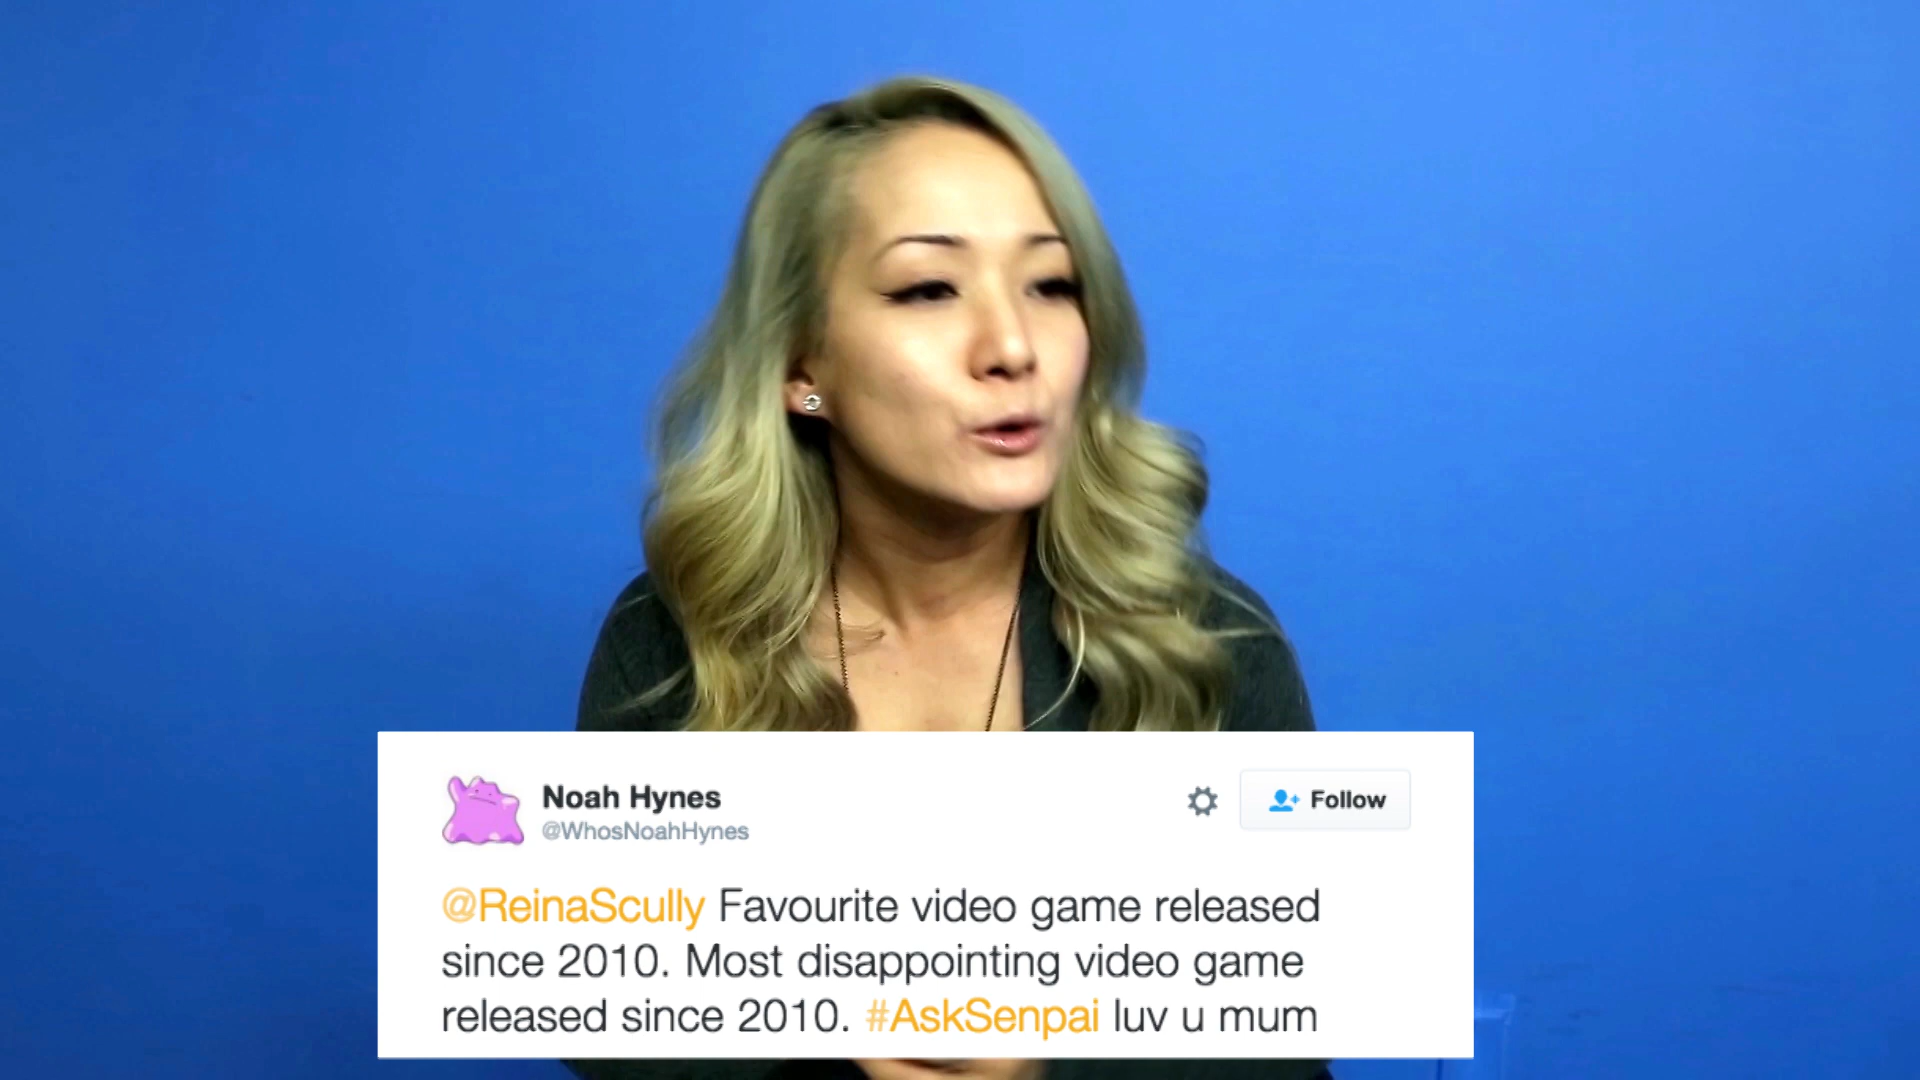 Noah Hynes
@WhosNoahHynes
Follow
@ReinaScully Favourite video game released
since 2010. Most disappointing video game
released since 2010. #AskSenpai luv u mum